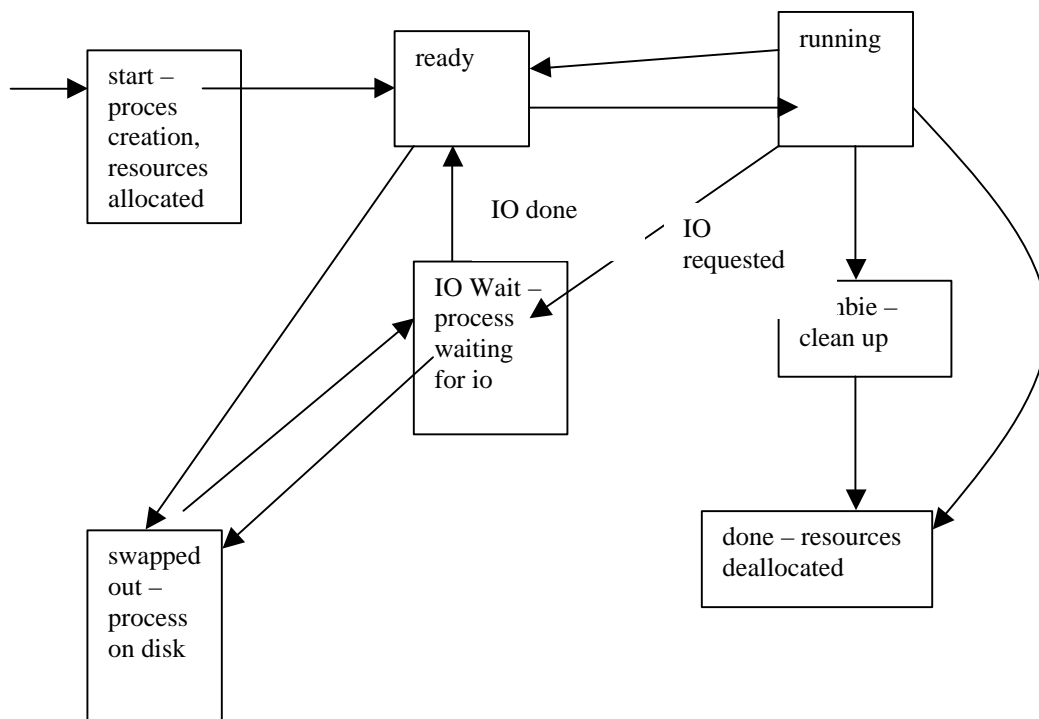 start –
proces
creation,
resources
allocated
ready
running
IO done
IO
requested
IO Wait –
process
waiting
for io
clean up
swapped
out –
process
on disk
done – resources
deallocated